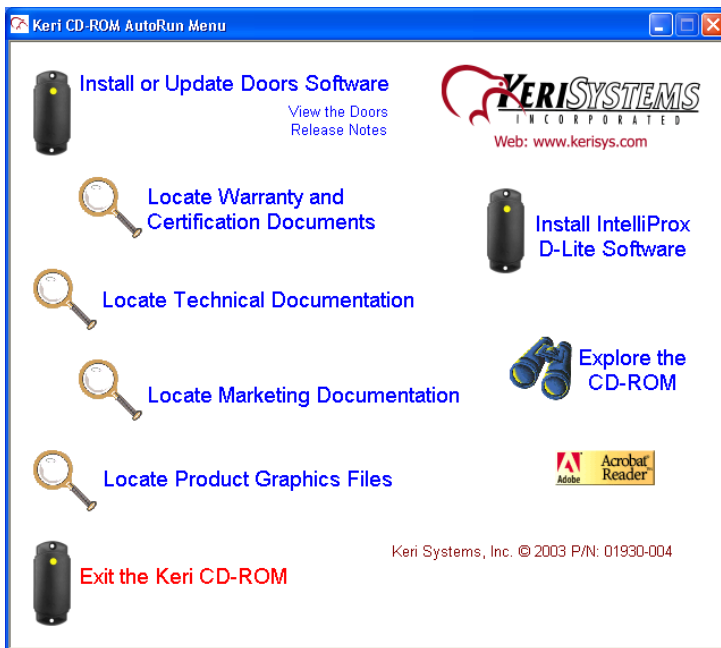 Keri CD-ROM AutoRun Menu
Install or Update Doors Software
View the Doors
Release Notes
KERISYSTEMS
INCORPORATED
Web: www.kerisys.com
Locate Warranty and
Certification Documents
Install IntelliProx
D-Lite Software
Locate Technical Documentation
Explore the
CD-ROM
Locate Marketing Documentation
Locate Product Graphics Files
Adobe
Acrobat
Reader
Keri Systems, Inc. © 2003 P/N: 01930-004
Exit the Keri CD-ROM